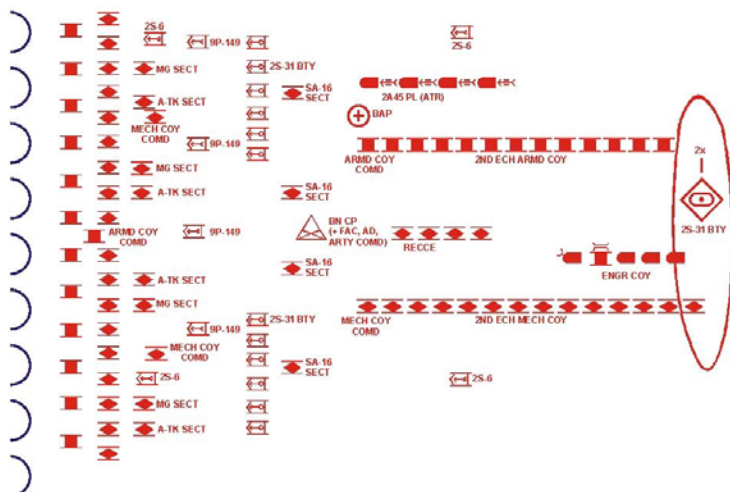 2S-6
9P-149
2S-6
MG SECT
2S-31 BTY
SA-16
SECT
2A45 PL (ATR)
2x
A-TK SECT
BAP
MECH COY
COMD
9P-149
ARMD COY
COMD
2ND ECH ARMD COY
MG SECT
A-TK SECT
SA-16
SECT
2S-31 BTY
ARMD COY
COMD
9P-149
BN CP
(+ FAC, AD,
ARTY COMD)
RECCE
SA-16
SECT
ENGR COY
A-TK SECT
MG SECT
2S-31 BTY
MECH COY
COMD
2ND ECH MECH COY
9P-149
MECH COY
COMD
SA-16
SECT
2S-6
2S-6
MG SECT
A-TK SECT